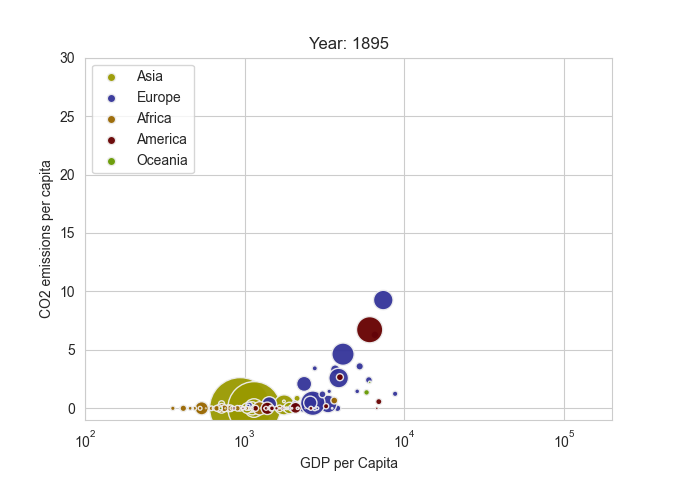 Year: 1895
30
25
20
15
10
5
0
CO2 emissions per capita
Asia
Europe
Africa
America
Oceania
10²
10³
10⁴
10⁵
GDP per Capita